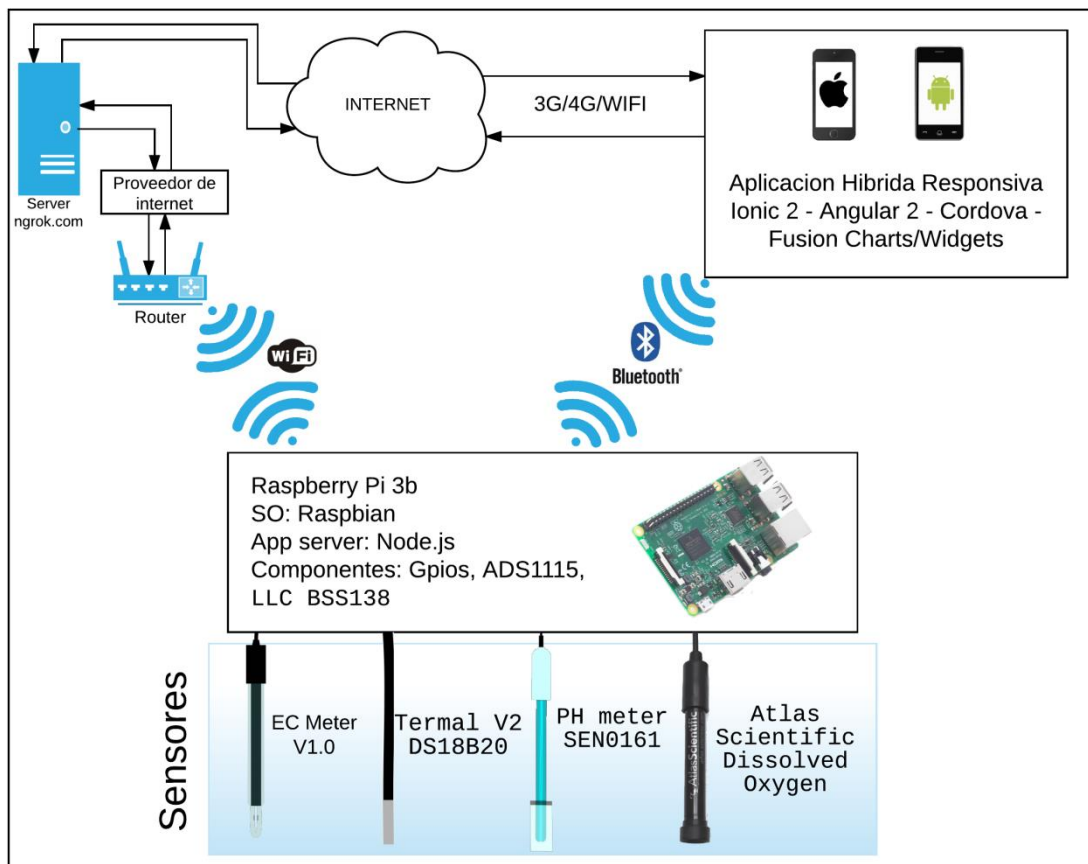 INTERNET
3G/4G/WIFI
Server
ngrok.com
Proveedor de
internet
Router
Aplicacion Hibrida Responsiva
Ionic 2 - Angular 2 - Cordova -
Fusion Charts/Widgets
Wi Fi
Bluetooth®
Raspberry Pi 3b
SO: Raspbian
App server: Node.js
Componentes: Gpios, ADS1115,
LLC BSS138
Sensores
EC Meter
V1.0
Termal V2
DS18B20
PH meter
SEN0161
AtlasScientific
Atlas
Scientific
Dissolved
Oxygen